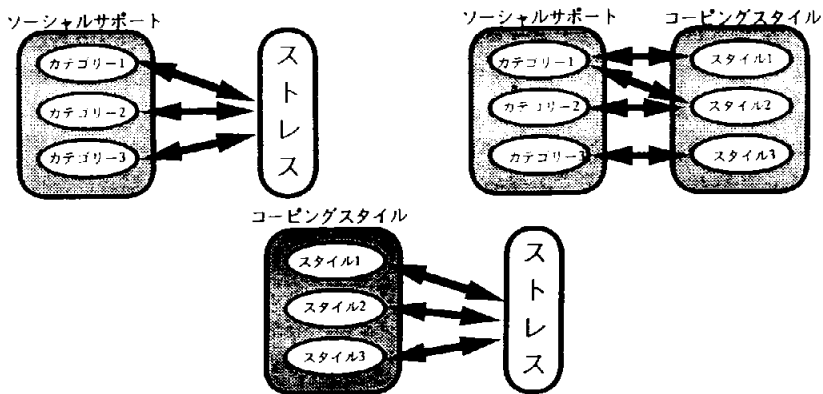 ソーシャルサポート
カテゴリー1
カテゴリー2
カテゴリー3
ストレス
ソーシャルサポート
カテゴリー1
カテゴリー2
カテゴリー3
コーピングスタイル
スタイル1
スタイル2
スタイル3
コーピングスタイル
スタイル1
スタイル2
スタイル3
ストレス